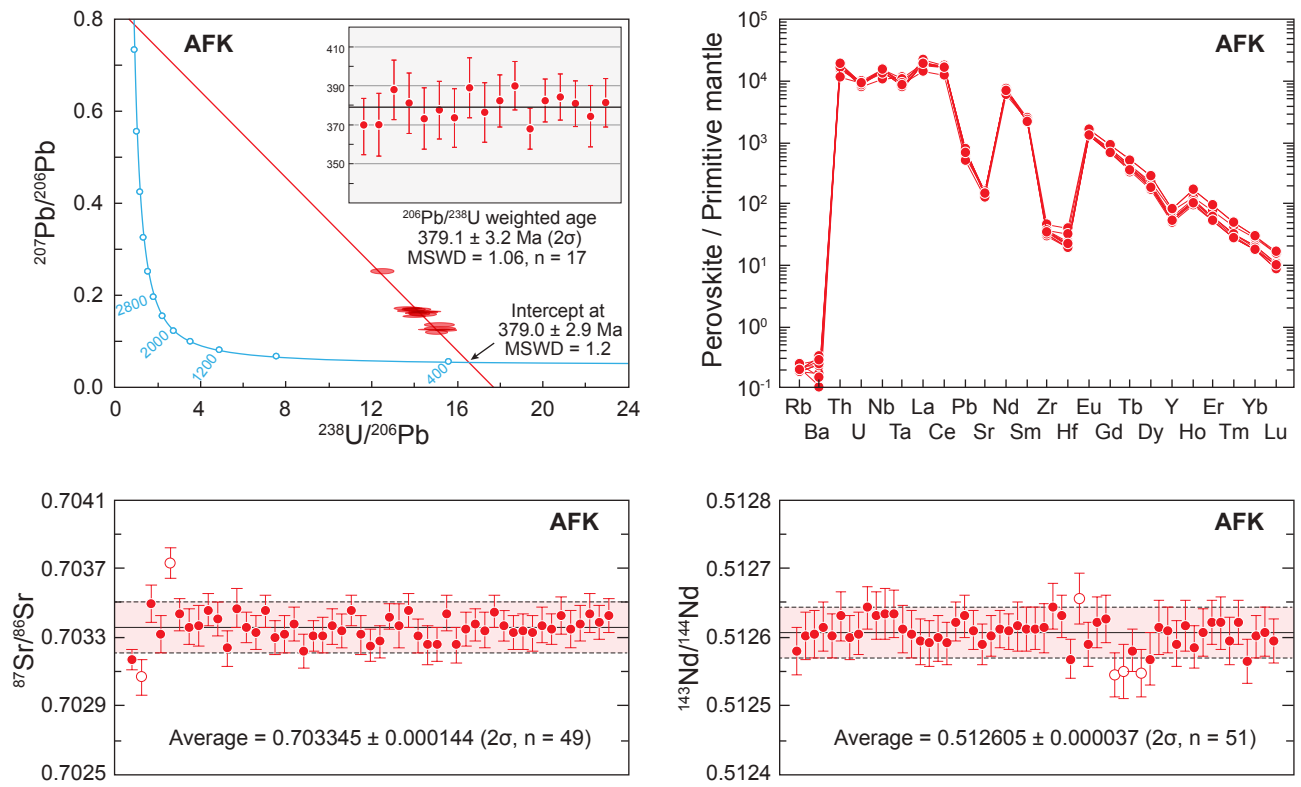 AFK
0.8
0.6
0.4
0.2
0.0
²⁰⁷Pb/²⁰⁶Pb
0 4 8 12 16 20 24
²³⁸U/²⁰⁶Pb
2800
2000
1200
400
410
390
370
350
²⁰⁶Pb/²³⁸U weighted age
379.1 ± 3.2 Ma (2σ)
MSWD = 1.06, n = 17
Intercept at
379.0 ± 2.9 Ma
MSWD = 1.2
AFK
10⁵
10⁴
10³
10²
10¹
10⁰
10⁻¹
Perovskite / Primitive mantle
Rb Th Nb La Pb Nd Zr Eu Tb Y Er Yb
Ba U Ta Ce Sr Sm Hf Gd Dy Ho Tm Lu
AFK
0.7041
0.7037
0.7033
0.7029
0.7025
⁸⁷Sr/⁸⁶Sr
Average = 0.703345 ± 0.000144 (2σ, n = 49)
AFK
0.5128
0.5127
0.5126
0.5125
0.5124
¹⁴³Nd/¹⁴⁴Nd
Average = 0.512605 ± 0.000037 (2σ, n = 51)